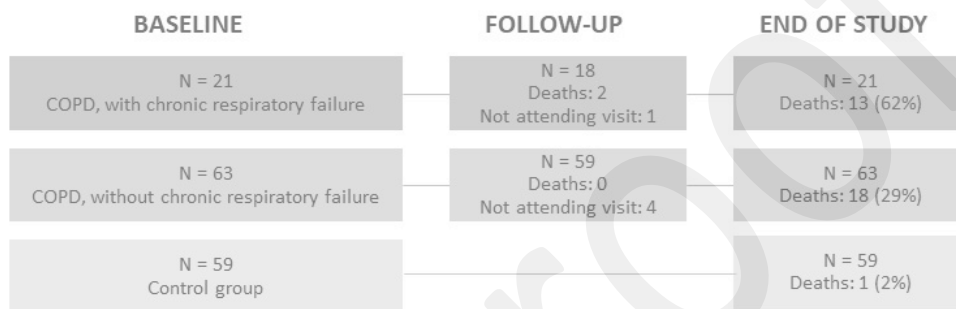 BASELINE
FOLLOW-UP
END OF STUDY
N = 21
COPD, with chronic respiratory failure
N = 18
Deaths: 2
Not attending visit: 1
N = 21
Deaths: 13 (62%)
N = 63
COPD, without chronic respiratory failure
N = 59
Deaths: 0
Not attending visit: 4
N = 63
Deaths: 18 (29%)
N = 59
Control group
N = 59
Deaths: 1 (2%)